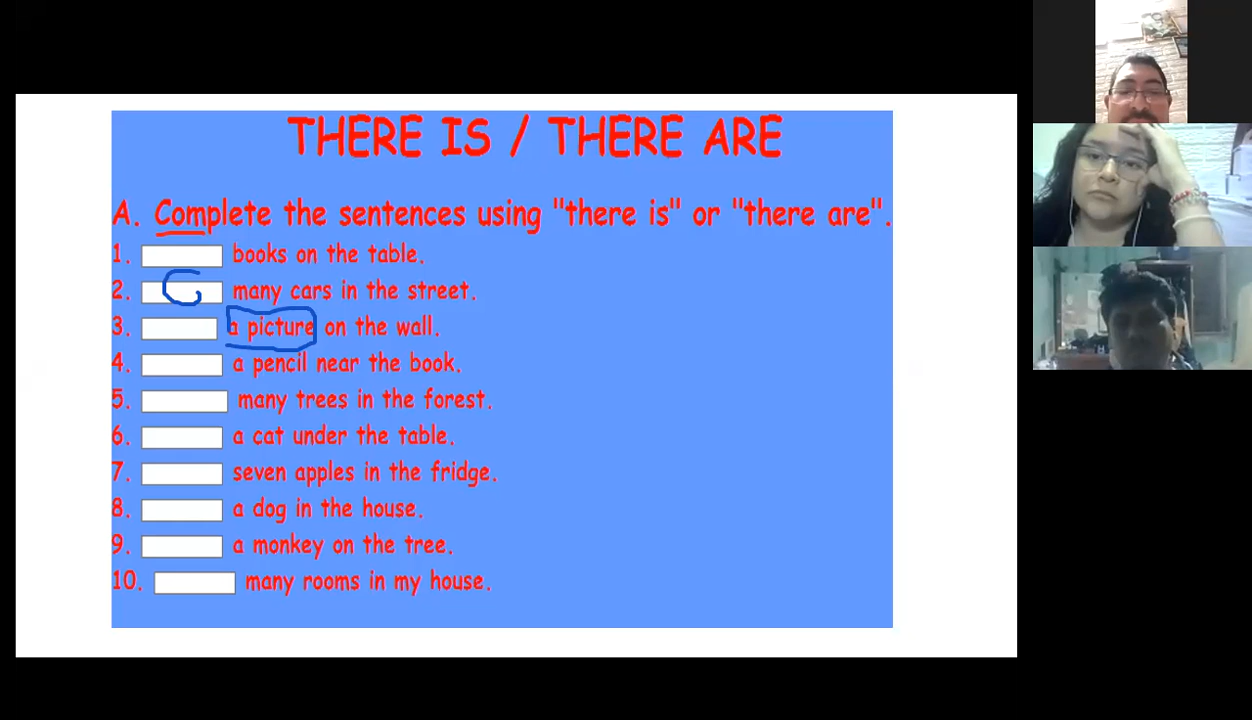 THERE IS / THERE ARE
A. Complete the sentences using "there is" or "there are".
1. books on the table.
2. many cars in the street.
3. a picture on the wall.
4. a pencil near the book.
5. many trees in the forest.
6. a cat under the table.
7. seven apples in the fridge.
8. a dog in the house.
9. a monkey on the tree.
10. many rooms in my house.